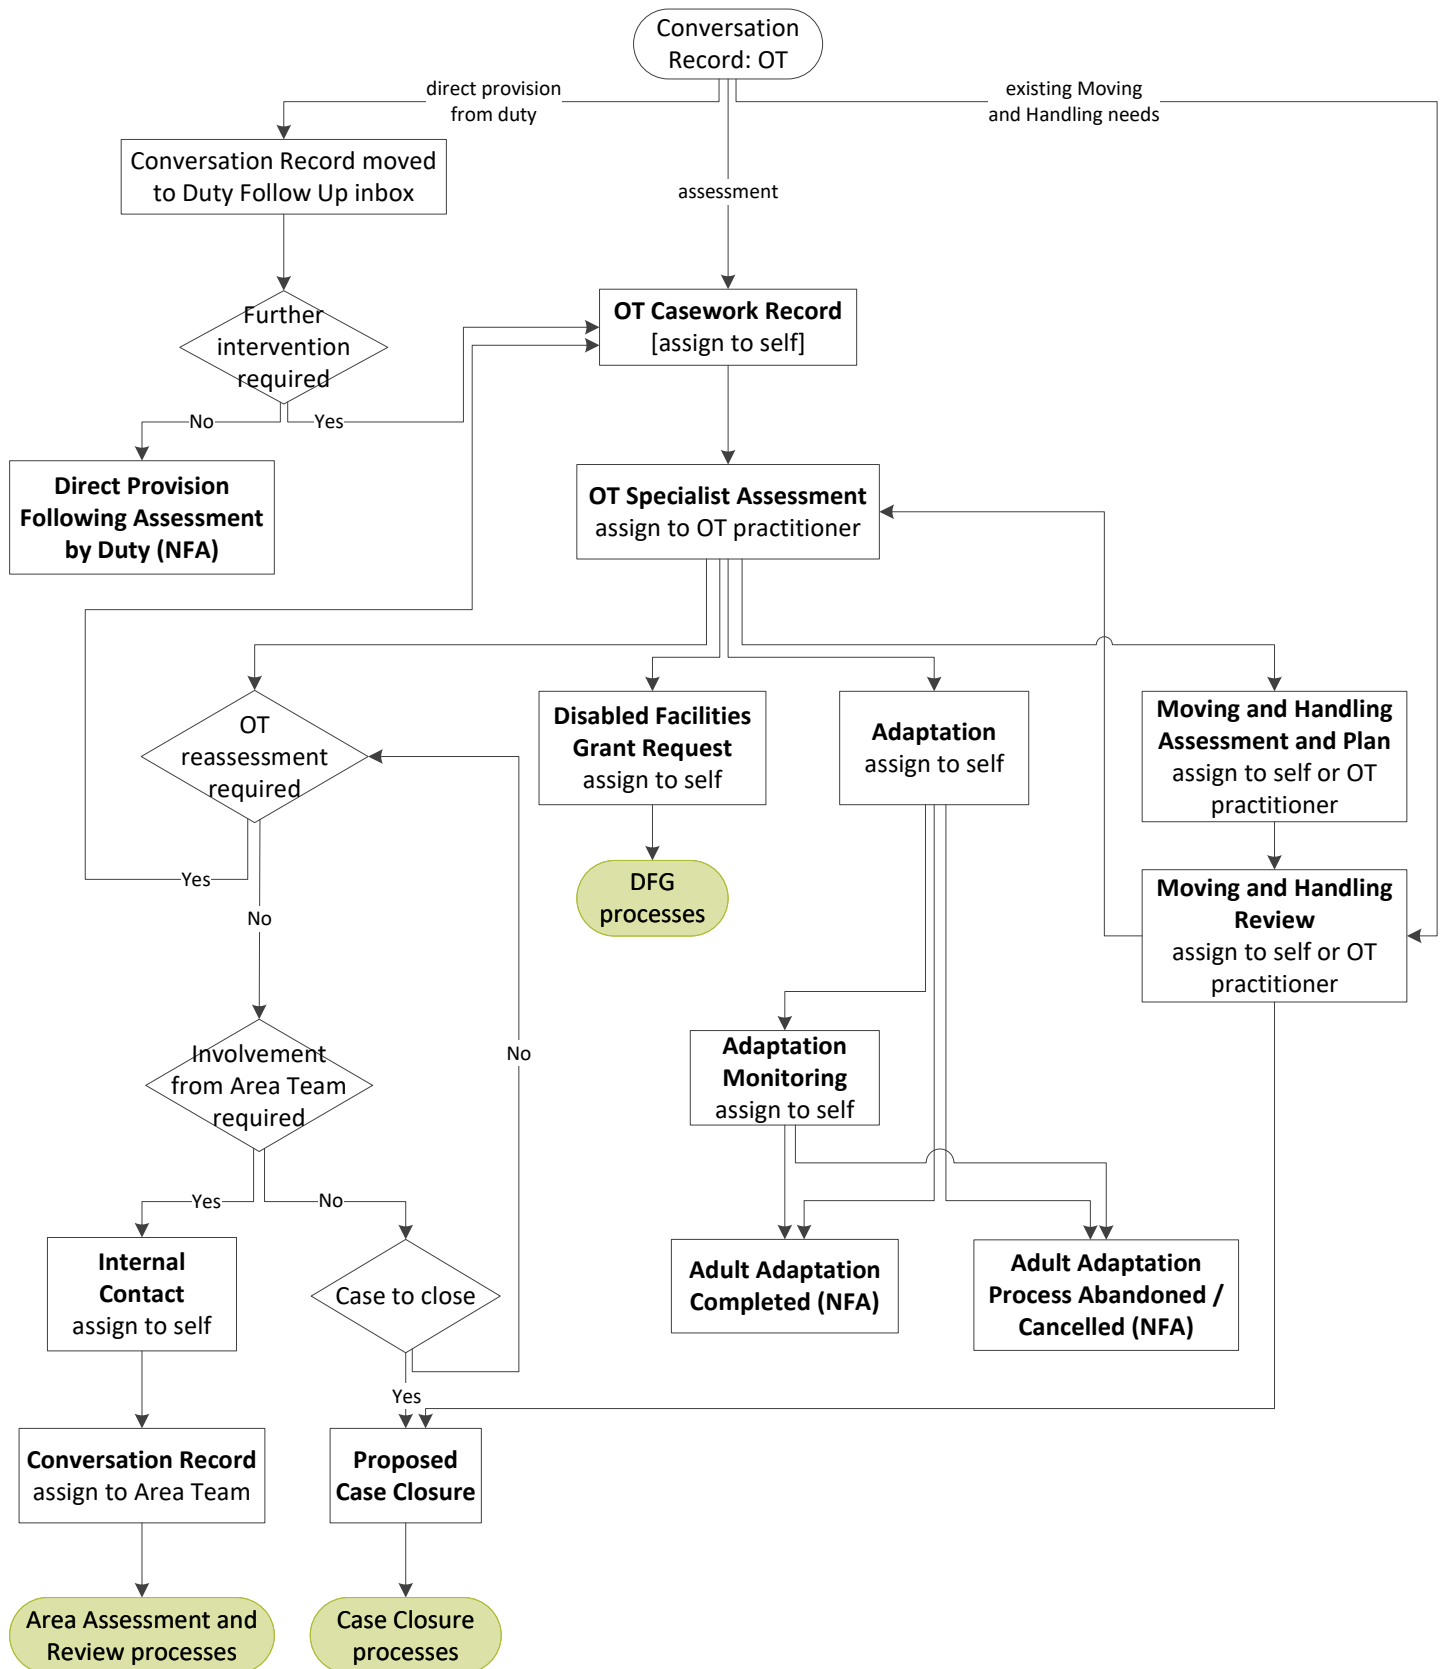 Conversation
Record: OT
direct provision
from duty
existing Moving
and Handling needs
Conversation Record moved
to Duty Follow Up inbox
assessment
Further
intervention
required
OT Casework Record
[assign to self]
No
Yes
Direct Provision
Following Assessment
by Duty (NFA)
OT Specialist Assessment
assign to OT practitioner
OT
reassessment
required
Disabled Facilities
Grant Request
assign to self
Adaptation
assign to self
Moving and Handling
Assessment and Plan
assign to self or OT
practitioner
Yes
No
DFG
processes
Moving and Handling
Review
assign to self or OT
practitioner
Involvement
from Area Team
required
No
Adaptation
Monitoring
assign to self
Yes
No
Internal
Contact
assign to self
Case to close
Adult Adaptation
Completed (NFA)
Adult Adaptation
Process Abandoned /
Cancelled (NFA)
Yes
Conversation Record
assign to Area Team
Proposed
Case Closure
Area Assessment and
Review processes
Case Closure
processes